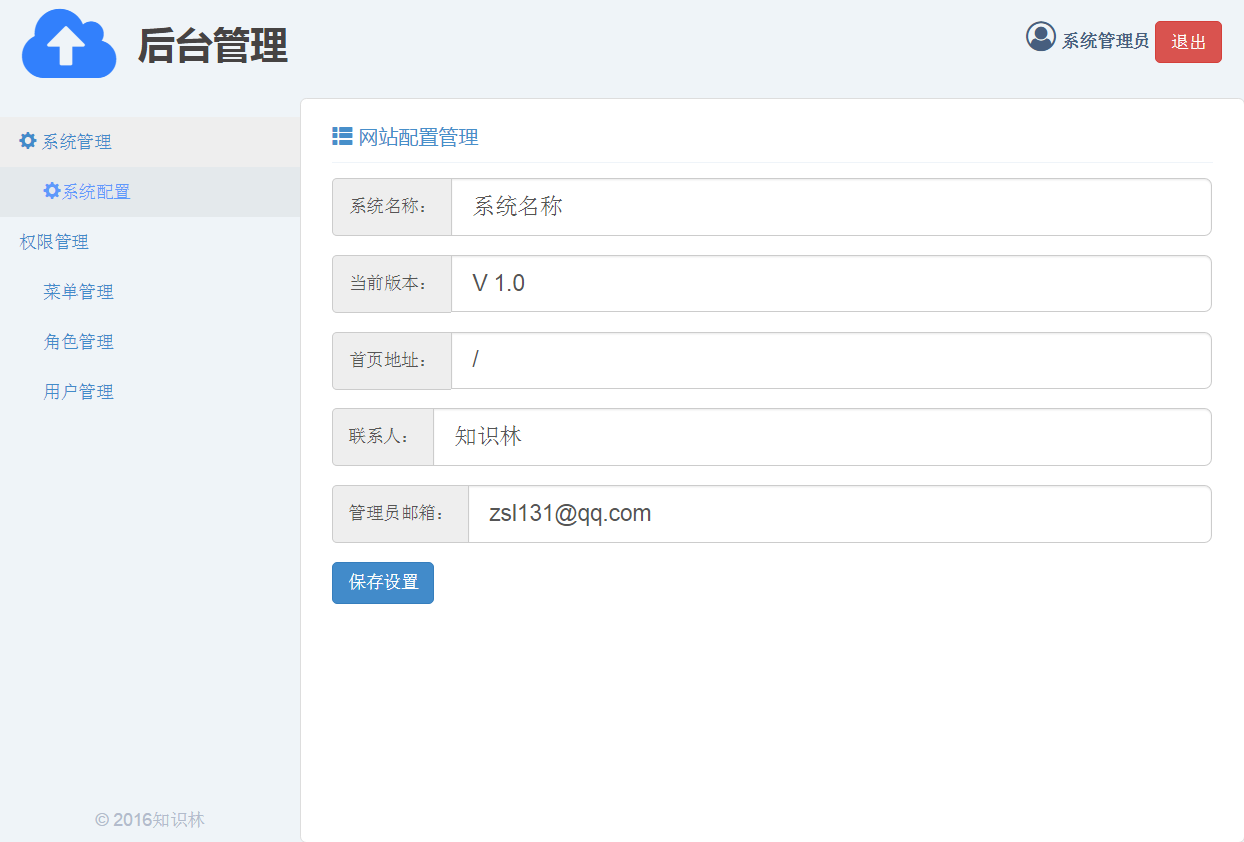 后台管理
系统管理员
退出
系统管理
系统配置
权限管理
菜单管理
角色管理
用户管理
© 2016知识林
网站配置管理
系统名称： 系统名称
当前版本： V 1.0
首页地址： /
联系人： 知识林
管理员邮箱： zsl131@qq.com
保存设置